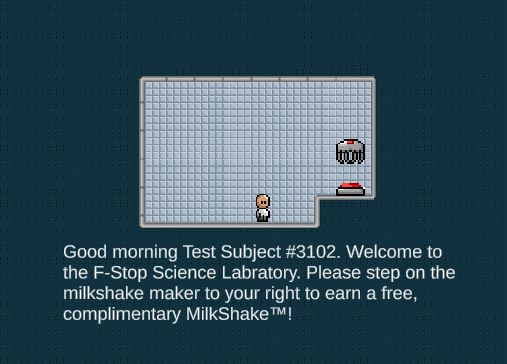 Good morning Test Subject #3102. Welcome to
the F-Stop Science Labratory. Please step on the
milkshake maker to your right to earn a free,
complimentary MilkShake™!